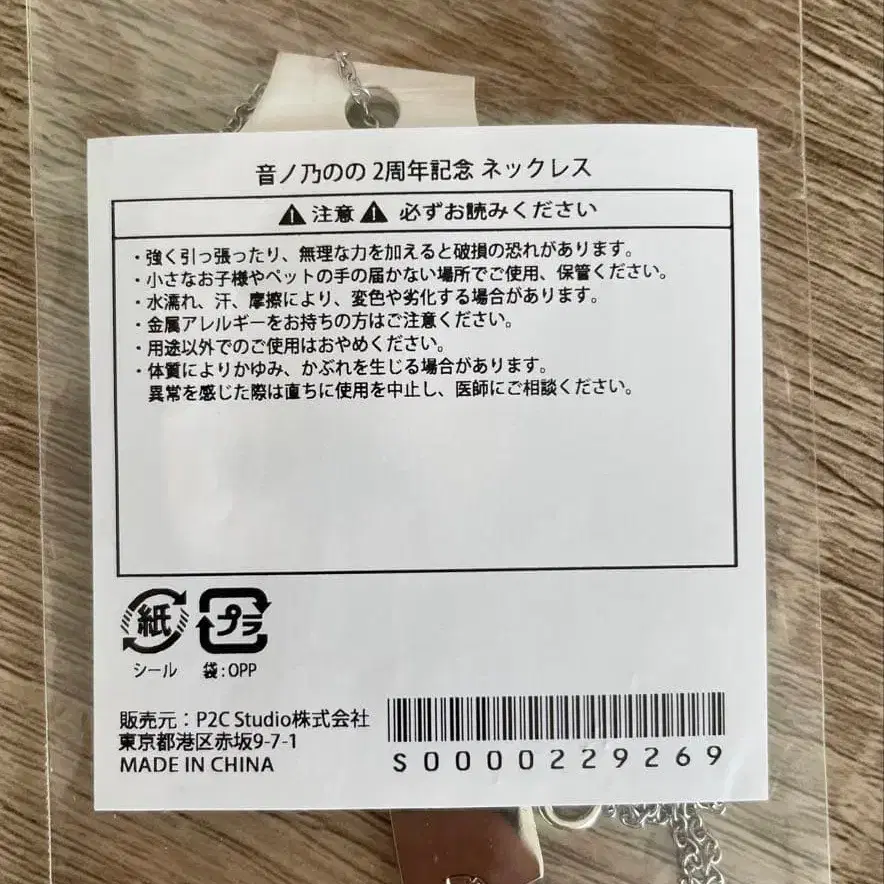 音ノ乃のの 2周年記念 ネックレス
⚠ 注意 ⚠ 必ずお読みください
・強く引っ張ったり、無理な力を加えると破損の恐れがあります。
・小さなお子様やペットの手の届かない場所でご使用、保管ください。
・水濡れ、汗、摩擦により、変色や劣化する場合があります。
・金属アレルギーをお持ちの方はご注意ください。
・用途以外でのご使用はおやめください。
・体質によりかゆみ、かぶれを生じる場合があります。
異常を感じた際は直ちに使用を中止し、医師にご相談ください。
紙 プラ
シール 袋:OPP
販売元:P2C Studio株式会社
東京都港区赤坂9-7-1
MADE IN CHINA
S0000229269